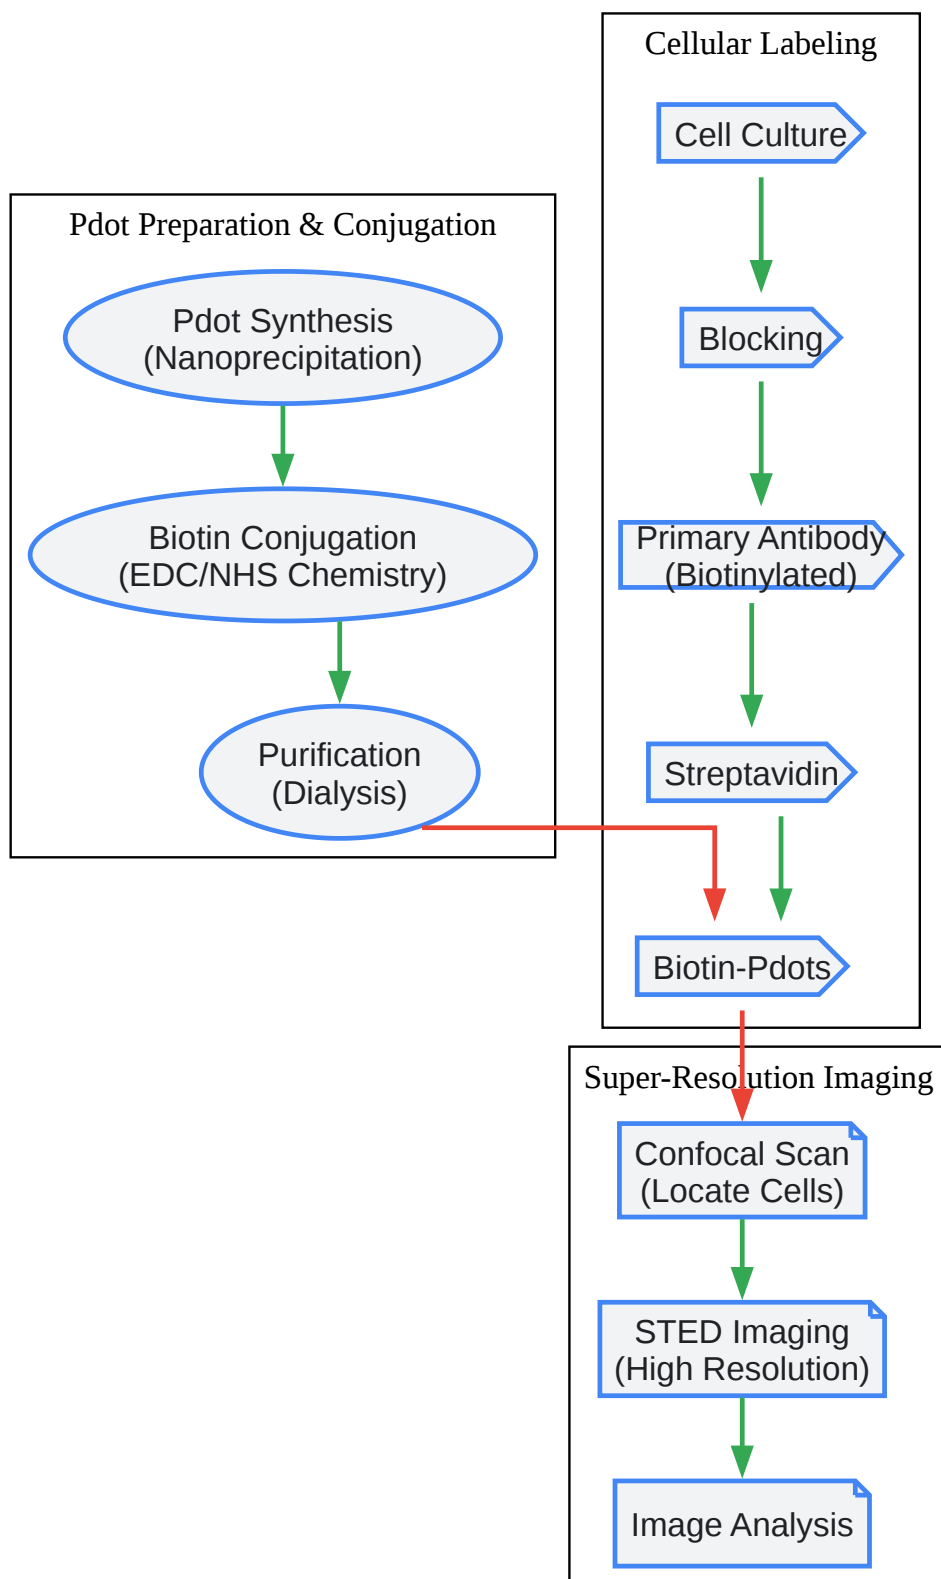 Pdot Preparation & Conjugation
Pdot Synthesis
(Nanoprecipitation)
Biotin Conjugation
(EDC/NHS Chemistry)
Purification
(Dialysis)
Cellular Labeling
Cell Culture
Blocking
Primary Antibody
(Biotinylated)
Streptavidin
Biotin-Pdots
Super-Resolution Imaging
Confocal Scan
(Locate Cells)
STED Imaging
(High Resolution)
Image Analysis